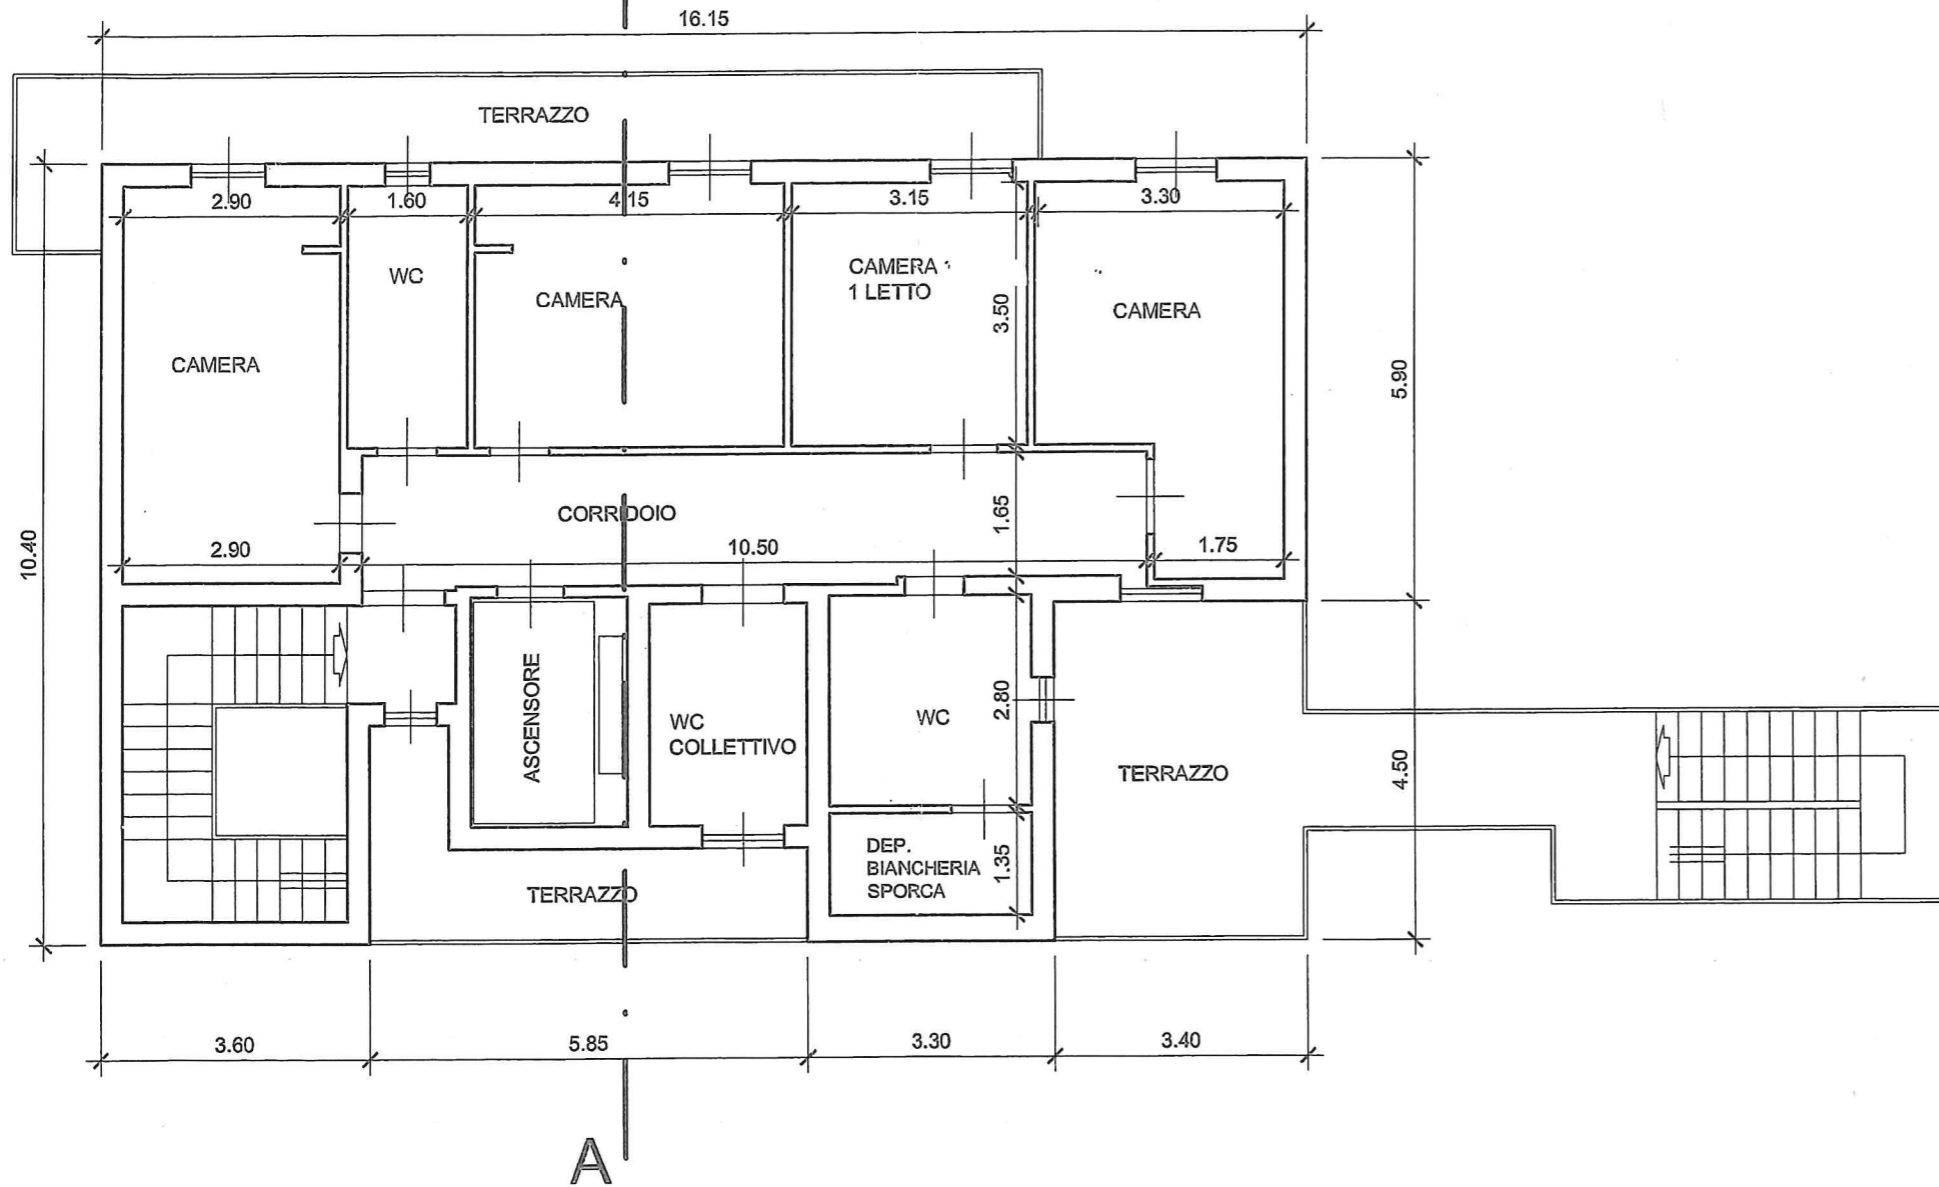 16.15
TERRAZZO
2.90
1.60
4.15
3.15
3.30
WC
CAMERA
CAMERA
1 LETTO
3.50
CAMERA
CAMERA
5.90
10.40
CORRIDOIO
1.65
2.90
10.50
1.75
ASCENSORE
WC
COLLETTIVO
WC
2.80
TERRAZZO
4.50
DEP.
BIANCHERIA
SPORCA
1.35
TERRAZZO
3.60
5.85
3.30
3.40
A